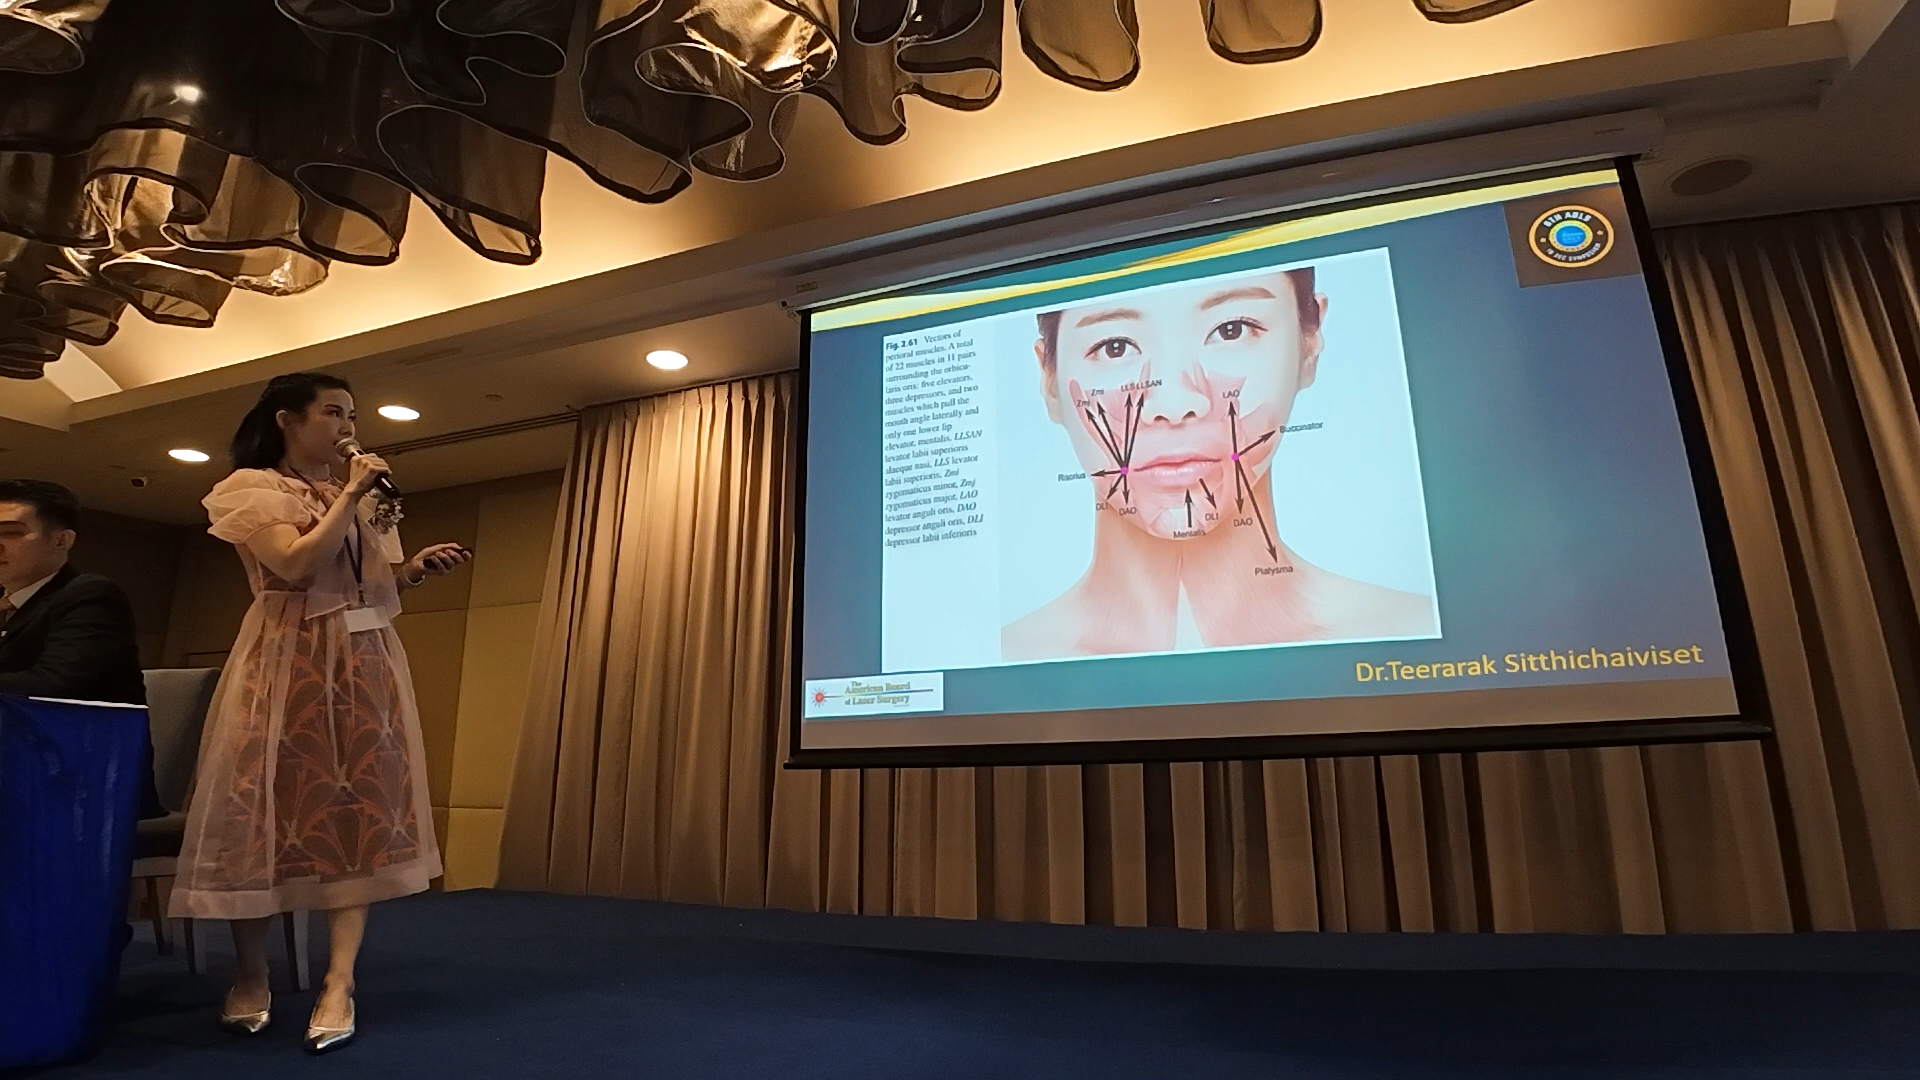 8TH ABLS
Fig. 2.61 Vectors of
perioral muscles. A total
of 22 muscles in 11 pairs
surrounding the orbicu-
laris oris: five elevators,
three depressors, and two
muscles which pull the
mouth angle laterally and
only one lower lip
elevator, mentalis, LLSAN
levator labii superioris
alaeque nasi, LLS levator
labii superioris, Zmi
zygomaticus minor, Zmj
zygomaticus major, LAO
levator anguli oris, DAO
depressor anguli oris, DLI
depressor labii inferioris
Zmi
LLS
LLSAN
Zmj
LAO
Buccinator
Risorius
DLI
DAO
DLI
DAO
Mentalis
Platysma
Dr.Teerarak Sitthichaiviset
The
American Board
of Laser Surgery